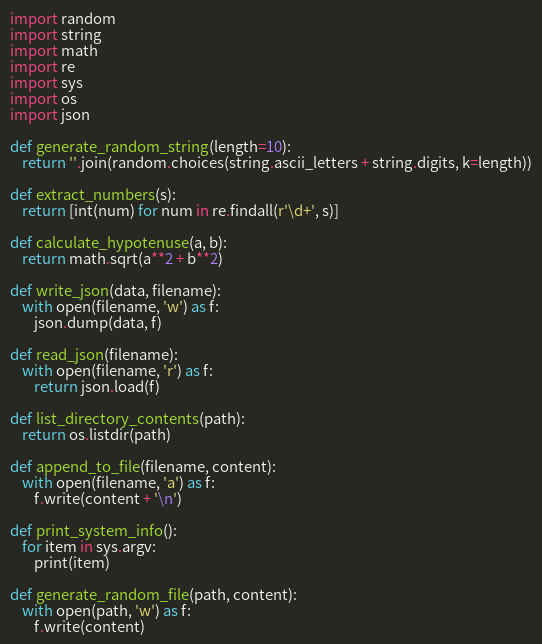 import random
import string
import math
import re
import sys
import os
import json

def generate_random_string(length=10):
    return ''.join(random.choices(string.ascii_letters + string.digits, k=length))

def extract_numbers(s):
    return [int(num) for num in re.findall(r'\d+', s)]

def calculate_hypotenuse(a, b):
    return math.sqrt(a**2 + b**2)

def write_json(data, filename):
    with open(filename, 'w') as f:
        json.dump(data, f)

def read_json(filename):
    with open(filename, 'r') as f:
        return json.load(f)

def list_directory_contents(path):
    return os.listdir(path)

def append_to_file(filename, content):
    with open(filename, 'a') as f:
        f.write(content + '\n')

def print_system_info():
    for item in sys.argv:
        print(item)

def generate_random_file(path, content):
    with open(path, 'w') as f:
        f.write(content)